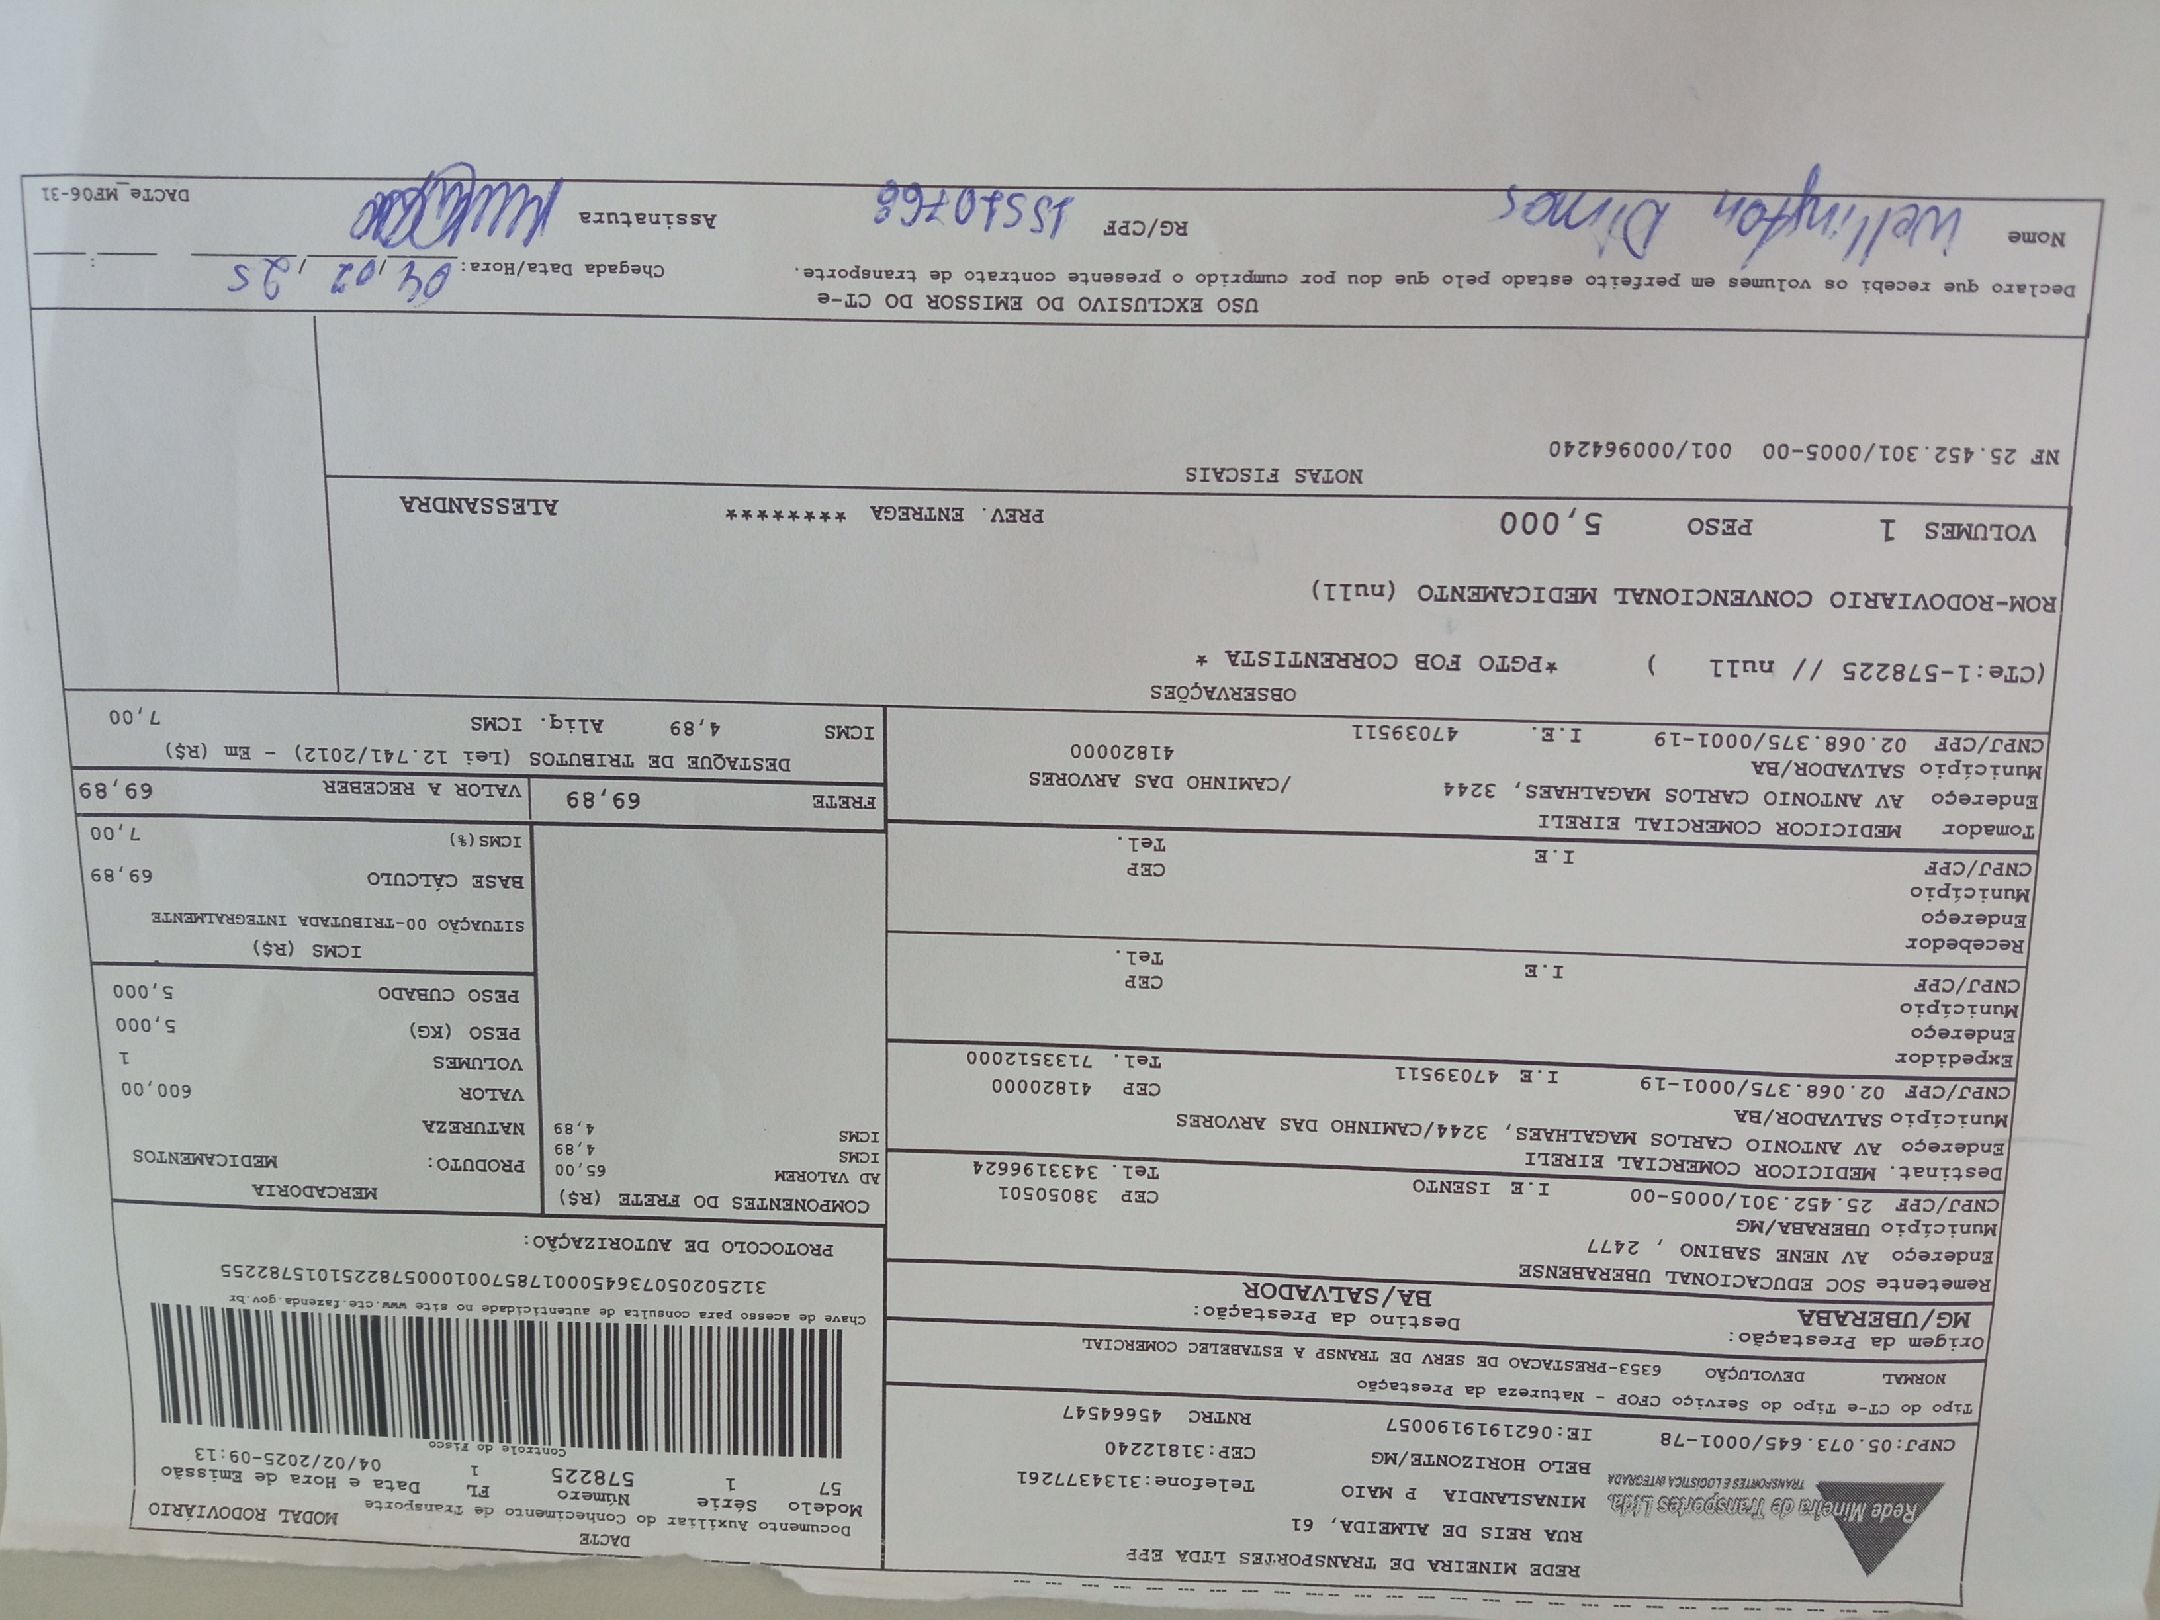 REDE MINEIRA DE TRANSPORTES LTDA EPP
RUA REIS DE ALMEIDA, 61
Rede Mineira de Transportes Ltda.
TRANSPORTES E LOGISTICA INTEGRADA
MINASLANDIA P MAIO Telefone:3134377261
BELO HORIZONTE/MG CEP:31812240
CNPJ:05.073.645/0001-78 IE:0621919190057 RNTRC 45664547
DACTE
Documento Auxiliar do Conhecimento de Transporte MODAL RODOVIÁRIO
Modelo Série Número FL Data e Hora de Emissão
57 1 578225 1 04/02/2025-09:13
Controle do Fisco
Chave de acesso para consulta de autenticidade no site www.cte.fazenda.gov.br
31250205073645000178570010005782251015782255
PROTOCOLO DE AUTORIZAÇÃO:
Tipo do CT-e Tipo do Serviço CFOP - Natureza da Prestação
NORMAL DEVOLUÇÃO 6353-PRESTACAO DE SERV DE TRANSP A ESTABELEC COMERCIAL
Origem da Prestação: Destino da Prestação:
MG/UBERABA BA/SALVADOR
Remetente SOC EDUCACIONAL UBERABENSE
Endereço AV NENE SABINO , 2477
Município UBERABA/MG CEP 38050501
CNPJ/CPF 25.452.301/0005-00 I.E ISENTO Tel. 3433196624
Destinat. MEDICICOR COMERCIAL EIRELI
Endereço AV ANTONIO CARLOS MAGALHAES, 3244/CAMINHO DAS ARVORES
Município SALVADOR/BA CEP 41820000
CNPJ/CPF 02.068.375/0001-19 I.E 47039511 Tel. 7133512000
Expedidor
Endereço
Município CEP
CNPJ/CPF I.E Tel.
Recebedor
Endereço
Município CEP
CNPJ/CPF I.E Tel.
Tomador MEDICICOR COMERCIAL EIRELI
Endereço AV ANTONIO CARLOS MAGALHAES, 3244 /CAMINHO DAS ARVORES
Município SALVADOR/BA 41820000
CNPJ/CPF 02.068.375/0001-19 I.E. 47039511
COMPONENTES DO FRETE (R$)
AD VALOREM 65,00
ICMS 4,89
ICMS 4,89
MERCADORIA
PRODUTO: MEDICAMENTOS
NATUREZA
VALOR 600,00
VOLUMES 1
PESO (KG) 5,000
PESO CUBADO 5,000
ICMS (R$)
SITUAÇÃO 00-TRIBUTADA INTEGRALMENTE
BASE CÁLCULO 69,89
ICMS(%) 7,00
FRETE 69,89 VALOR A RECEBER 69,89
DESTAQUE DE TRIBUTOS (Lei 12.741/2012) - Em (R$)
ICMS 4,89 Aliq. ICMS 7,00
OBSERVAÇÕES
(CTe:1-578225 // null ) *PGTO FOB CORRENTISTA *
ROM-RODOVIARIO CONVENCIONAL MEDICAMENTO (null)
VOLUMES 1 PESO 5,000 PREV. ENTREGA ******** ALESSANDRA
NOTAS FISCAIS
NF 25.452.301/0005-00 001/000964240
USO EXCLUSIVO DO EMISSOR DO CT-e
Declaro que recebi os volumes em perfeito estado pelo que dou por cumprido o presente contrato de transporte. Chegada Data/Hora: 04/02/25 :
Nome Wellington Dimas RG/CPF 15510768 Assinatura
DACTe_MF06-31